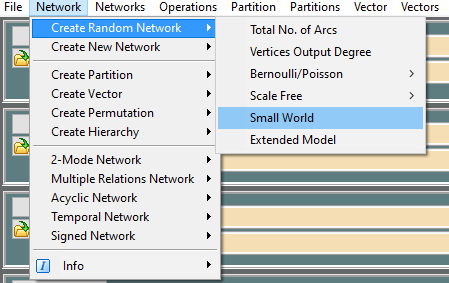 File Network Networks Operations Partition Partitions Vector Vectors
Create Random Network
Create New Network
Create Partition
Create Vector
Create Permutation
Create Hierarchy
2-Mode Network
Multiple Relations Network
Acyclic Network
Temporal Network
Signed Network
Info
Total No. of Arcs
Vertices Output Degree
Bernoulli/Poisson
Scale Free
Small World
Extended Model